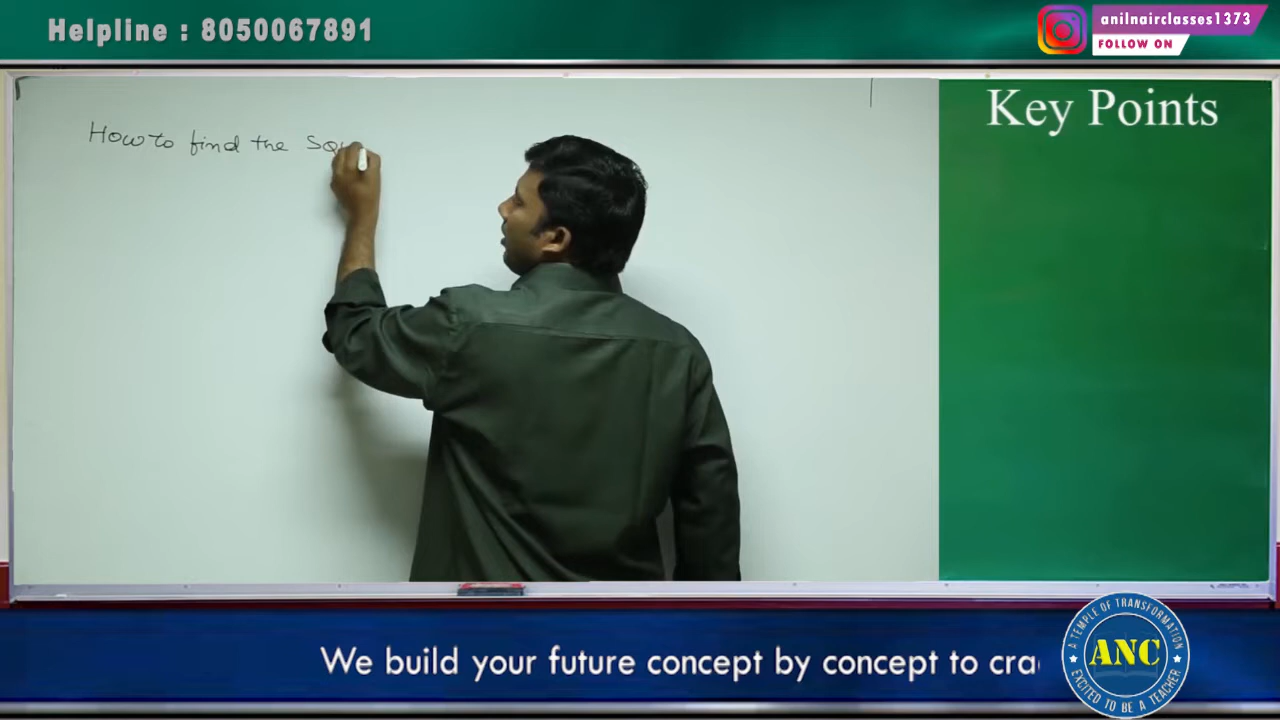 Helpline : 8050067891
anilnairclasses1373
FOLLOW ON
Key Points
How to find the Squ
We build your future concept by concept to cra
A TEMPLE OF TRANSFORMATION
ANC
EXCITED TO BE A TEACHER